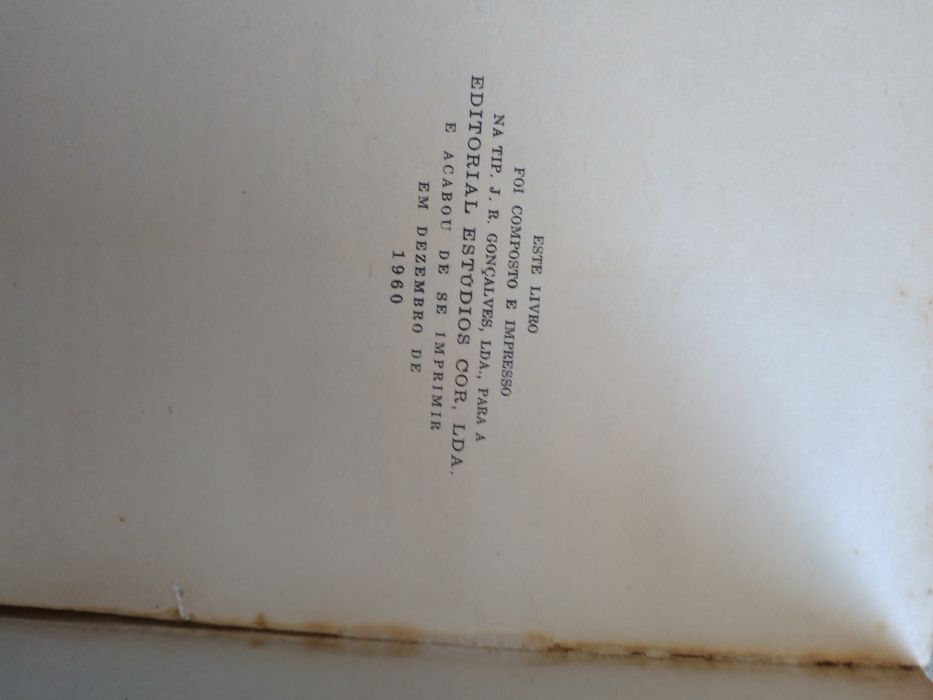 ESTE LIVRO
FOI COMPOSTO E IMPRESSO
NA TIP. J. R. GONÇALVES, LDA., PARA A
EDITORIAL ESTÚDIOS COR, LDA.
E ACABOU DE SE IMPRIMIR
EM DEZEMBRO DE
1960